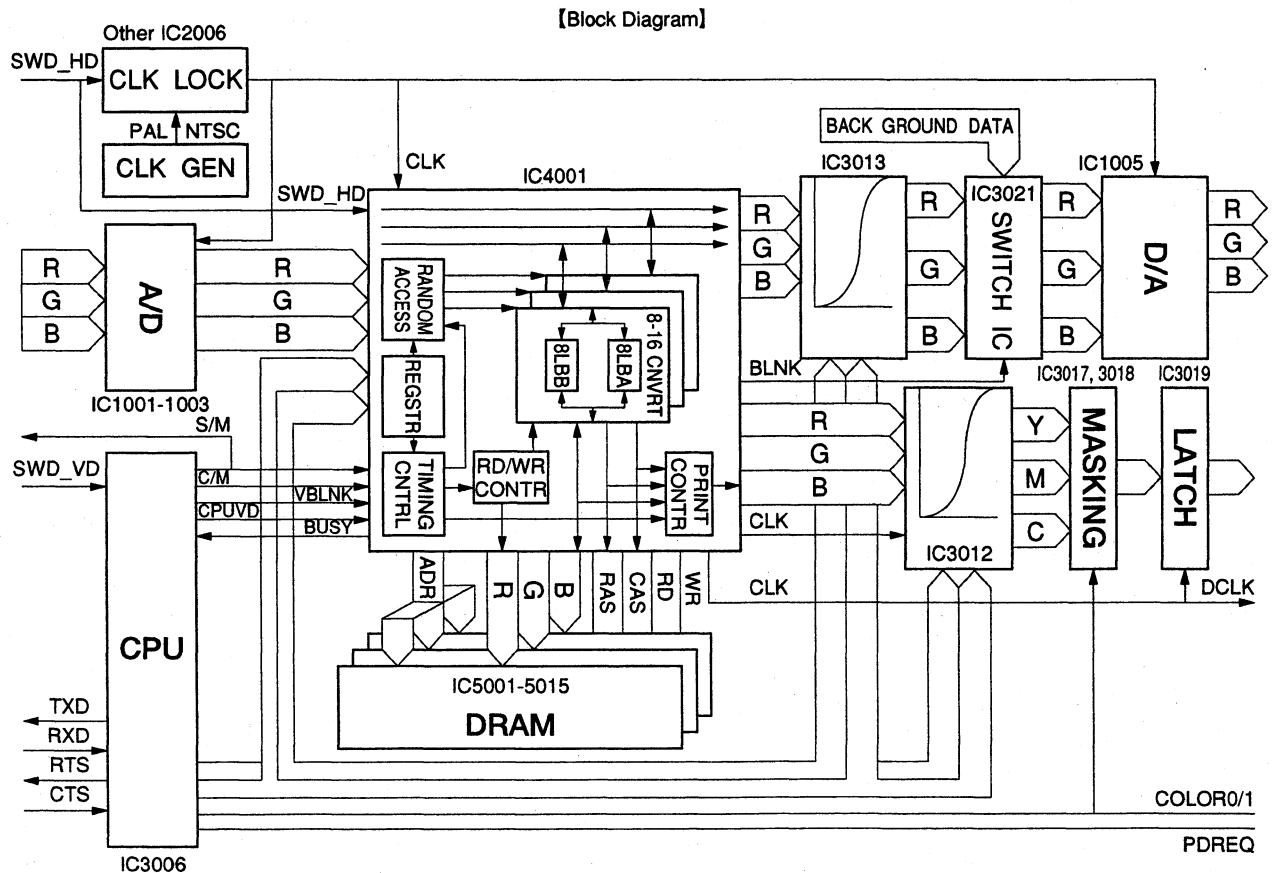 【Block Diagram】
Other IC2006
SWD_HD
CLK LOCK
PAL NTSC
CLK GEN
CLK
SWD_HD
IC4001
BACK GROUND DATA
IC3013
IC3021
SWITCH IC
IC1005
D/A
R
G
B
A/D
R
G
B
IC1001-1003
RANDOM ACCESS
REGSTR
TIMING CNTRL
RD/WR CONTR
8-16 CNVRT
8LBB
8LBA
PRINT CONTR
R
G
B
R
G
B
R
G
B
R
G
B
BLNK
R
G
B
CLK
IC3012
Y
M
C
IC3017, 3018
MASKING
IC3019
LATCH
S/M
SWD_VD
C/M
VBLNK
CPUVD
BUSY
CPU
ADR
R
G
B
RAS
CAS
RD
WR
CLK
DCLK
IC5001-5015
DRAM
TXD
RXD
RTS
CTS
COLOR0/1
PDREQ
IC3006